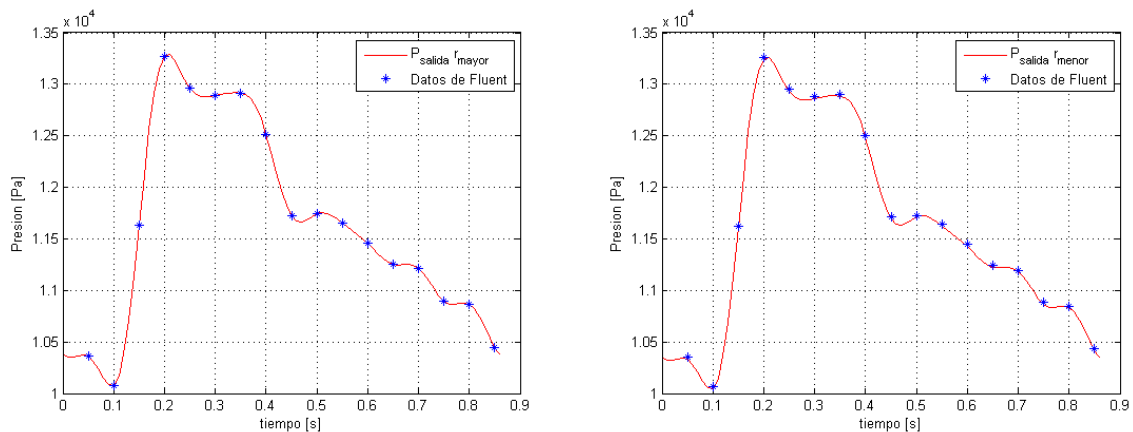 x 10⁴
1.35
1.3
1.25
1.2
1.15
1.1
1.05
1
Presion [Pa]
0 0.1 0.2 0.3 0.4 0.5 0.6 0.7 0.8 0.9
tiempo [s]
P salida r mayor
Datos de Fluent
x 10⁴
1.35
1.3
1.25
1.2
1.15
1.1
1.05
1
Presion [Pa]
0 0.1 0.2 0.3 0.4 0.5 0.6 0.7 0.8 0.9
tiempo [s]
P salida r menor
Datos de Fluent